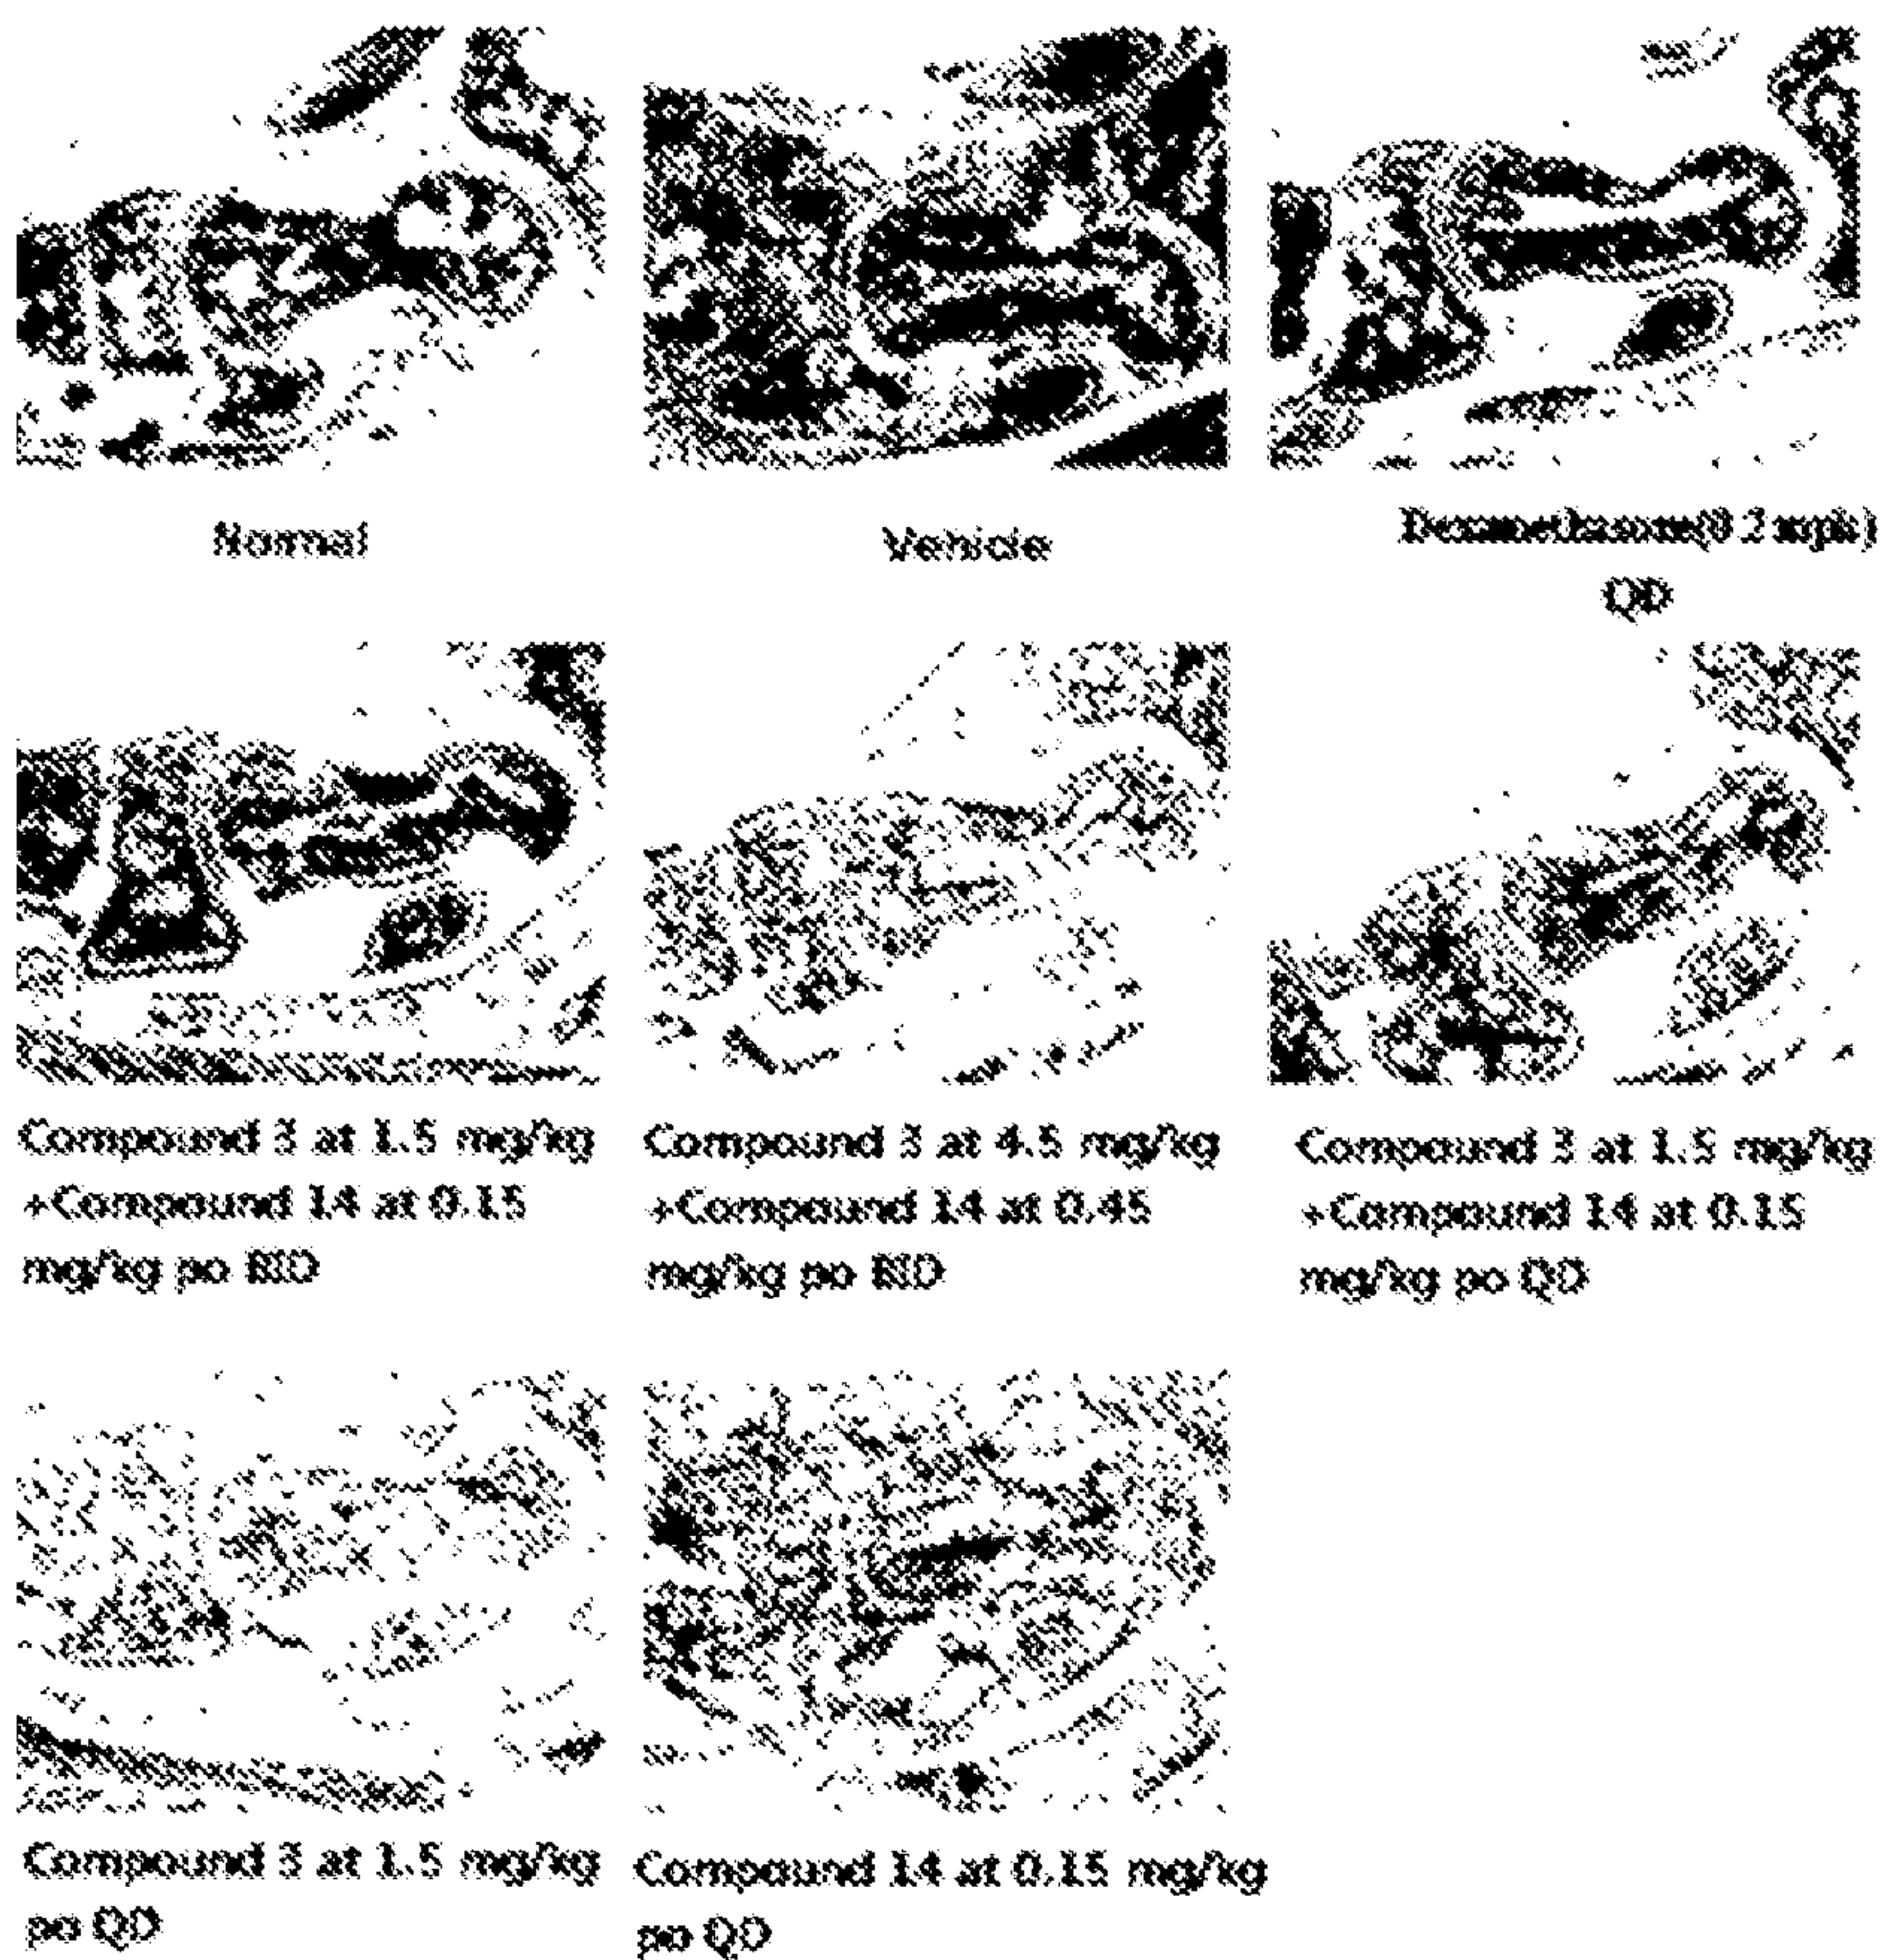 Normal
Vehicle
Dexamethasone(0.2mpk)
QD
Compound 3 at 1.5 mg/kg
+Compound 14 at 0.15
mg/kg po BID
Compound 3 at 4.5 mg/kg
+Compound 14 at 0.45
mg/kg po BID
Compound 3 at 1.5 mg/kg
+Compound 14 at 0.15
mg/kg po QD
Compound 3 at 1.5 mg/kg
po QD
Compound 14 at 0.15 mg/kg
po QD